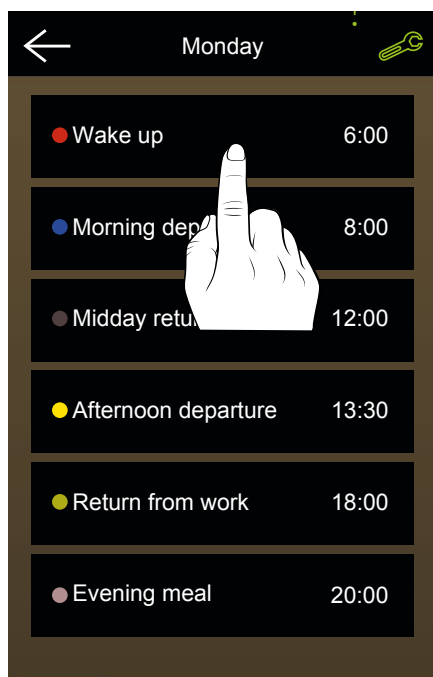 Monday
Wake up 6:00
Morning dep 8:00
Midday retu 12:00
Afternoon departure 13:30
Return from work 18:00
Evening meal 20:00